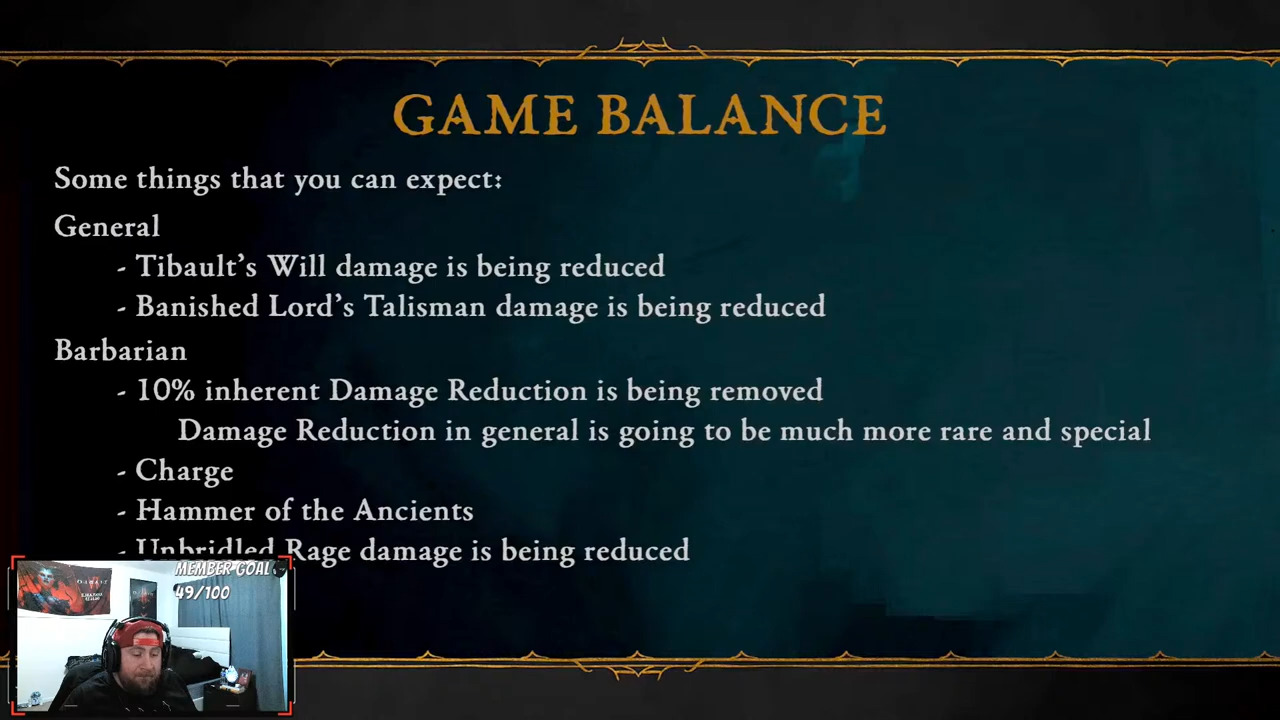 GAME BALANCE
Some things that you can expect:
General
- Tibault's Will damage is being reduced
- Banished Lord's Talisman damage is being reduced
Barbarian
- 10% inherent Damage Reduction is being removed
Damage Reduction in general is going to be much more rare and special
- Charge
- Hammer of the Ancients
- Unbridled Rage damage is being reduced
MEMBER GOAL
49/100